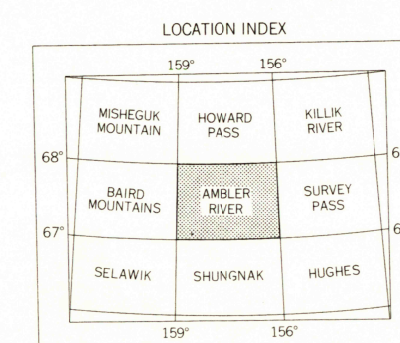 LOCATION INDEX
159° 156°
MISHEGUK
MOUNTAIN
HOWARD
PASS
KILLIK
RIVER
68°
BAIRD
MOUNTAINS
AMBLER
RIVER
SURVEY
PASS
67°
SELAWIK
SHUNGNAK
HUGHES
159° 156°